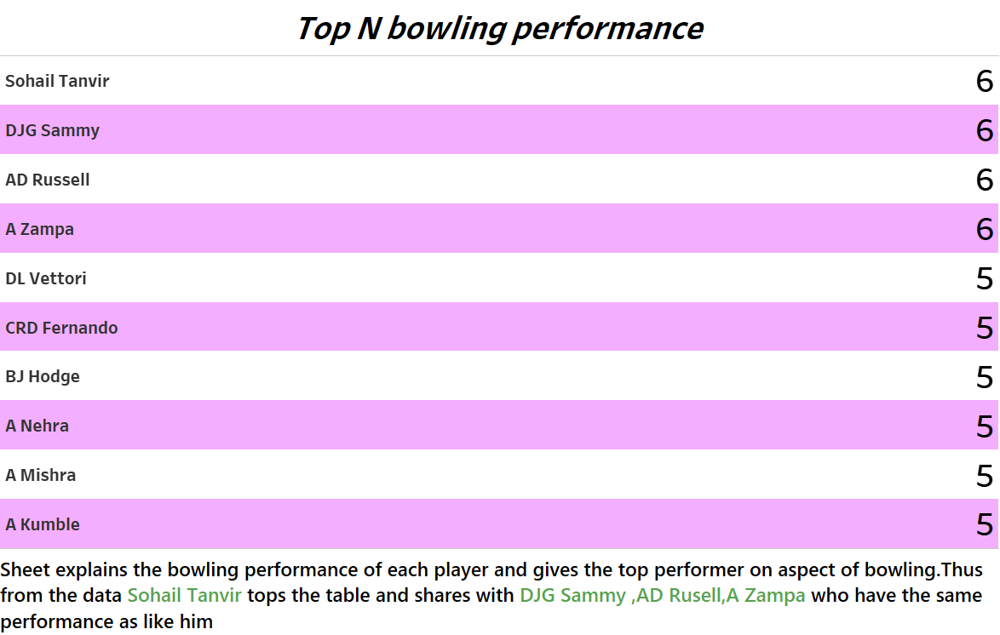 Top N bowling performance
Sohail Tanvir 6
DJG Sammy 6
AD Russell 6
A Zampa 6
DL Vettori 5
CRD Fernando 5
BJ Hodge 5
A Nehra 5
A Mishra 5
A Kumble 5
Sheet explains the bowling performance of each player and gives the top performer on aspect of bowling.Thus
from the data Sohail Tanvir tops the table and shares with DJG Sammy ,AD Rusell,A Zampa who have the same
performance as like him